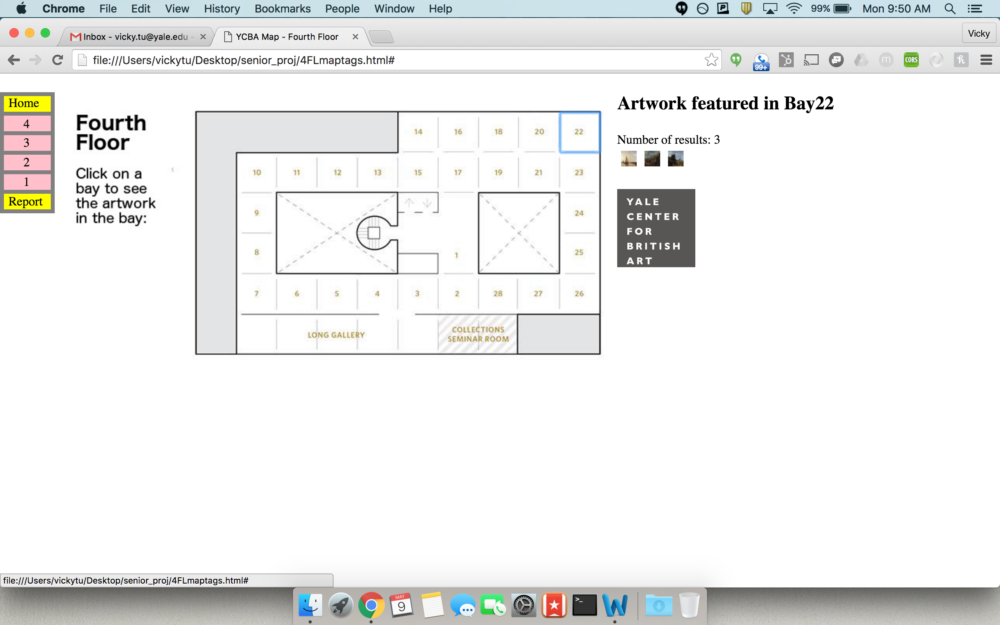 Chrome File Edit View History Bookmarks People Window Help 99% Mon 9:50 AM
Inbox - vicky.tu@yale.edu - YCBA Map - Fourth Floor Vicky
file:///Users/vickytu/Desktop/senior_proj/4FLmaptags.html# 99+ m CORS h
Home
4
3
2
1
Report
Fourth
Floor
Click on a
bay to see
the artwork
in the bay:
14 16 18 20 22
10 11 12 13 15 17 19 21 23
9 24
8 1 25
7 6 5 4 3 2 28 27 26
LONG GALLERY
COLLECTIONS
SEMINAR ROOM
Artwork featured in Bay22
Number of results: 3
YALE
CENTER
FOR
BRITISH
ART
file:///Users/vickytu/Desktop/senior_proj/4FLmaptags.html#
MAY
9
>_